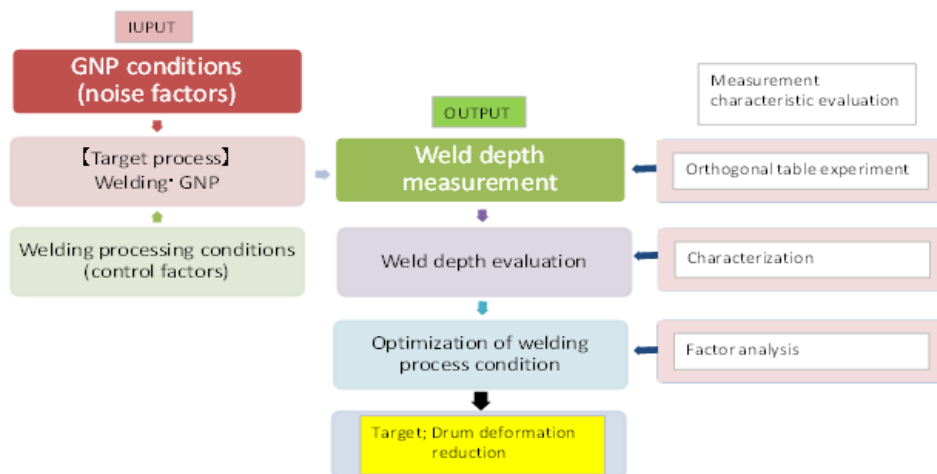 IUPUT
GNP conditions
(noise factors)
【Target process】
Welding・GNP
Welding processing conditions
(control factors)
OUTPUT
Weld depth
measurement
Weld depth evaluation
Optimization of welding
process condition
Target; Drum deformation
reduction
Measurement
characteristic evaluation
Orthogonal table experiment
Characterization
Factor analysis